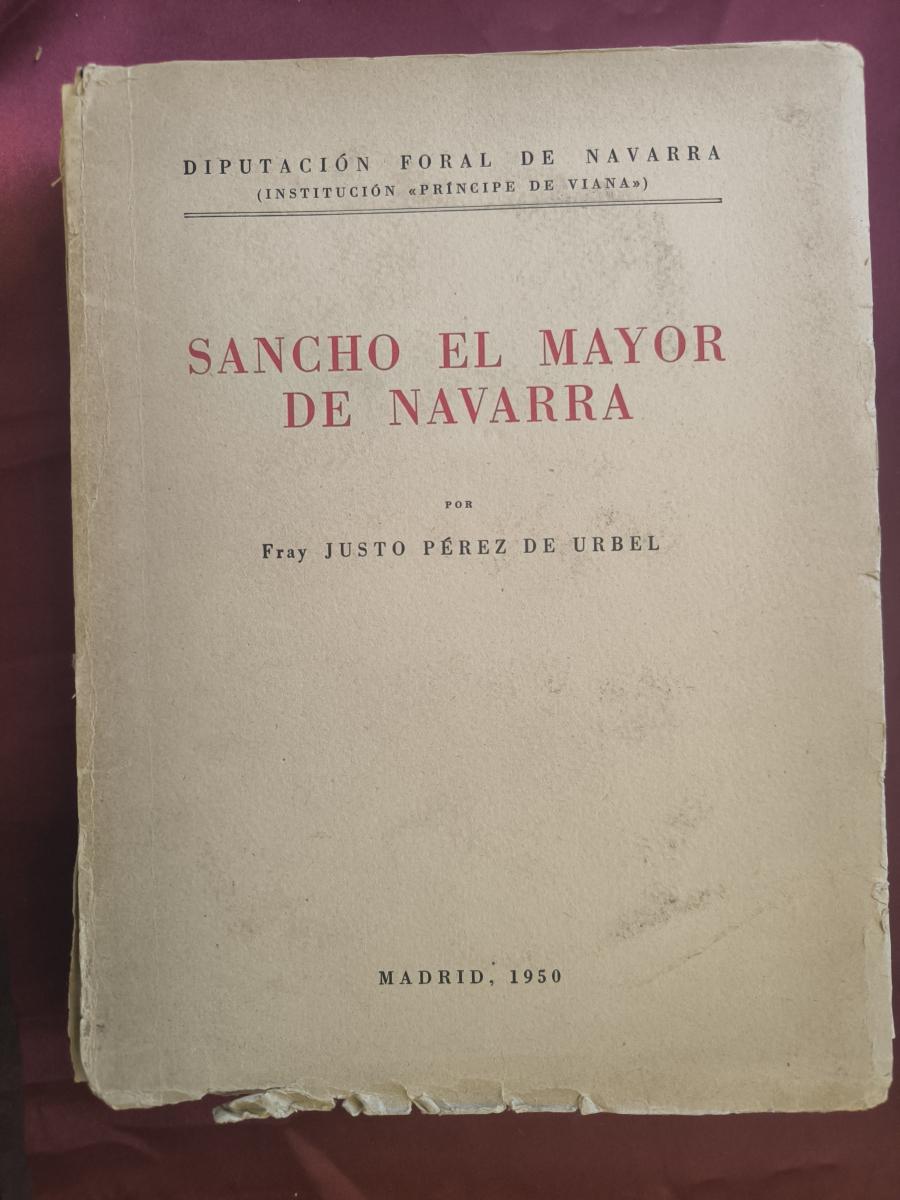 DIPUTACIÓN FORAL DE NAVARRA
(INSTITUCIÓN «PRÍNCIPE DE VIANA»)
SANCHO EL MAYOR
DE NAVARRA
POR
Fray JUSTO PÉREZ DE URBEL
MADRID, 1950